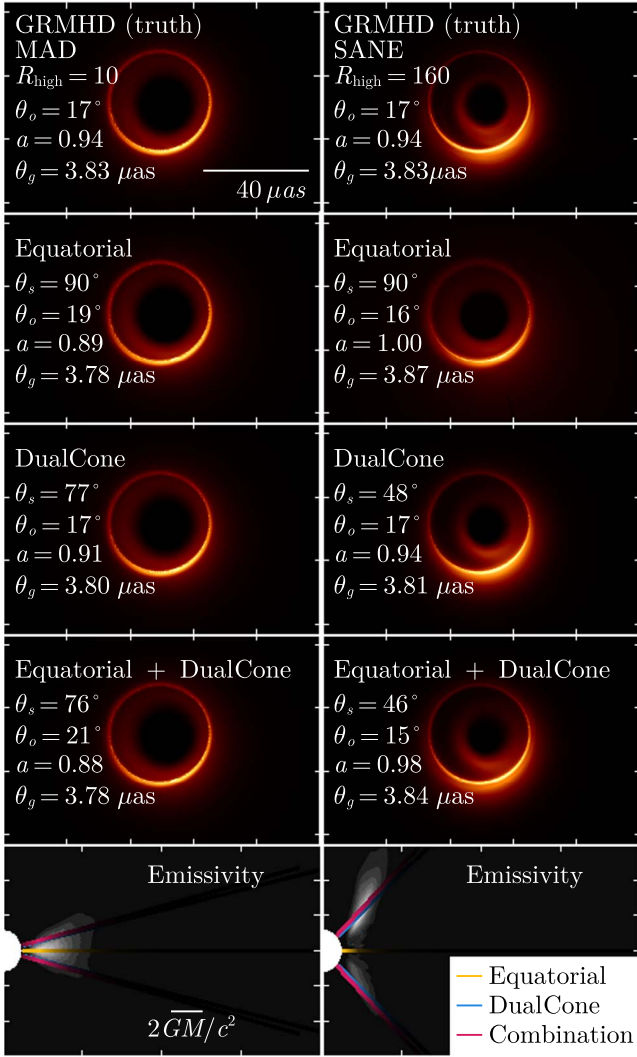 GRMHD (truth)
MAD
R_high = 10
θ_o = 17°
a = 0.94
θ_g = 3.83 μas
40 μas
GRMHD (truth)
SANE
R_high = 160
θ_o = 17°
a = 0.94
θ_g = 3.83μas
Equatorial
θ_s = 90°
θ_o = 19°
a = 0.89
θ_g = 3.78 μas
Equatorial
θ_s = 90°
θ_o = 16°
a = 1.00
θ_g = 3.87 μas
DualCone
θ_s = 77°
θ_o = 17°
a = 0.91
θ_g = 3.80 μas
DualCone
θ_s = 48°
θ_o = 17°
a = 0.94
θ_g = 3.81 μas
Equatorial + DualCone
θ_s = 76°
θ_o = 21°
a = 0.88
θ_g = 3.78 μas
Equatorial + DualCone
θ_s = 46°
θ_o = 15°
a = 0.98
θ_g = 3.84 μas
Emissivity
2 GM/c²
Emissivity
Equatorial
DualCone
Combination